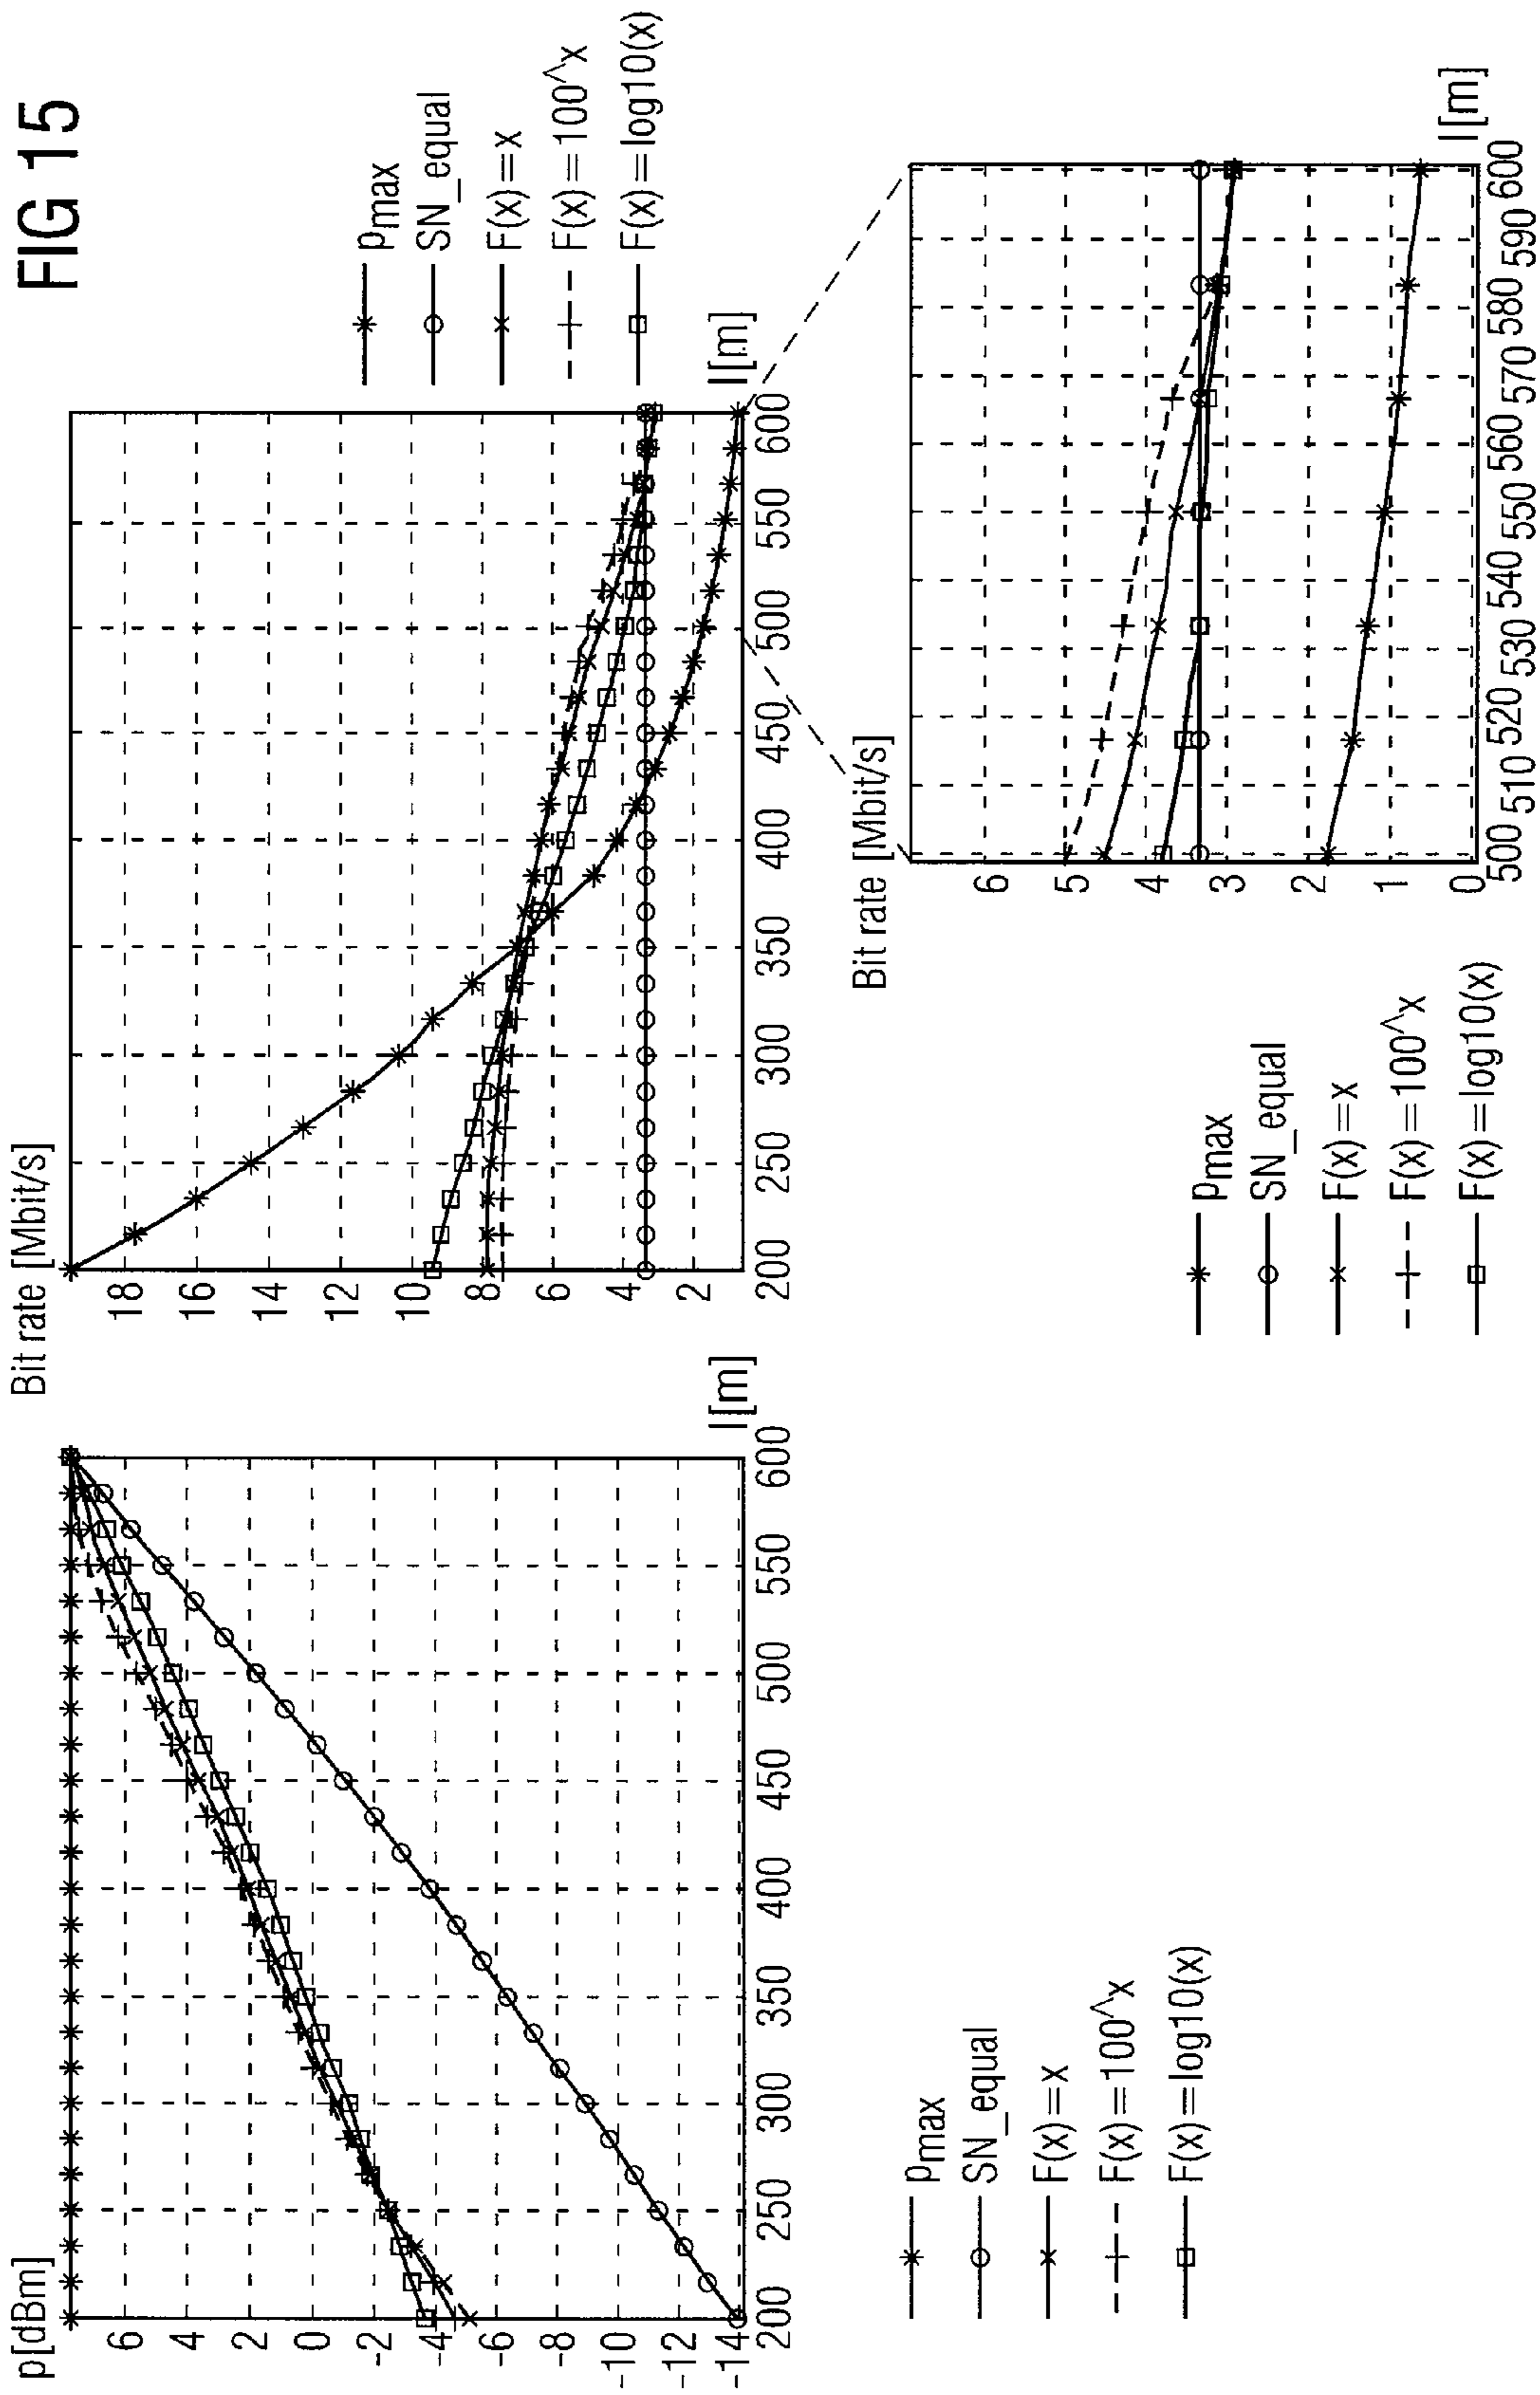 FIG 15
p[dBm]
6
4
2
0
-2
-4
-6
-8
-10
-12
-14
200 250 300 350 400 450 500 550 600
l[m]
pmax
SN_equal
F(x)=x
F(x)=100^x
F(x)=log10(x)
Bit rate [Mbit/s]
18
16
14
12
10
8
6
4
2
200 250 300 350 400 450 500 550 600
l[m]
pmax
SN_equal
F(x)=x
F(x)=100^x
F(x)=log10(x)
Bit rate [Mbit/s]
6
5
4
3
2
1
0
500 510 520 530 540 550 560 570 580 590 600
l[m]
pmax
SN_equal
F(x)=x
F(x)=100^x
F(x)=log10(x)